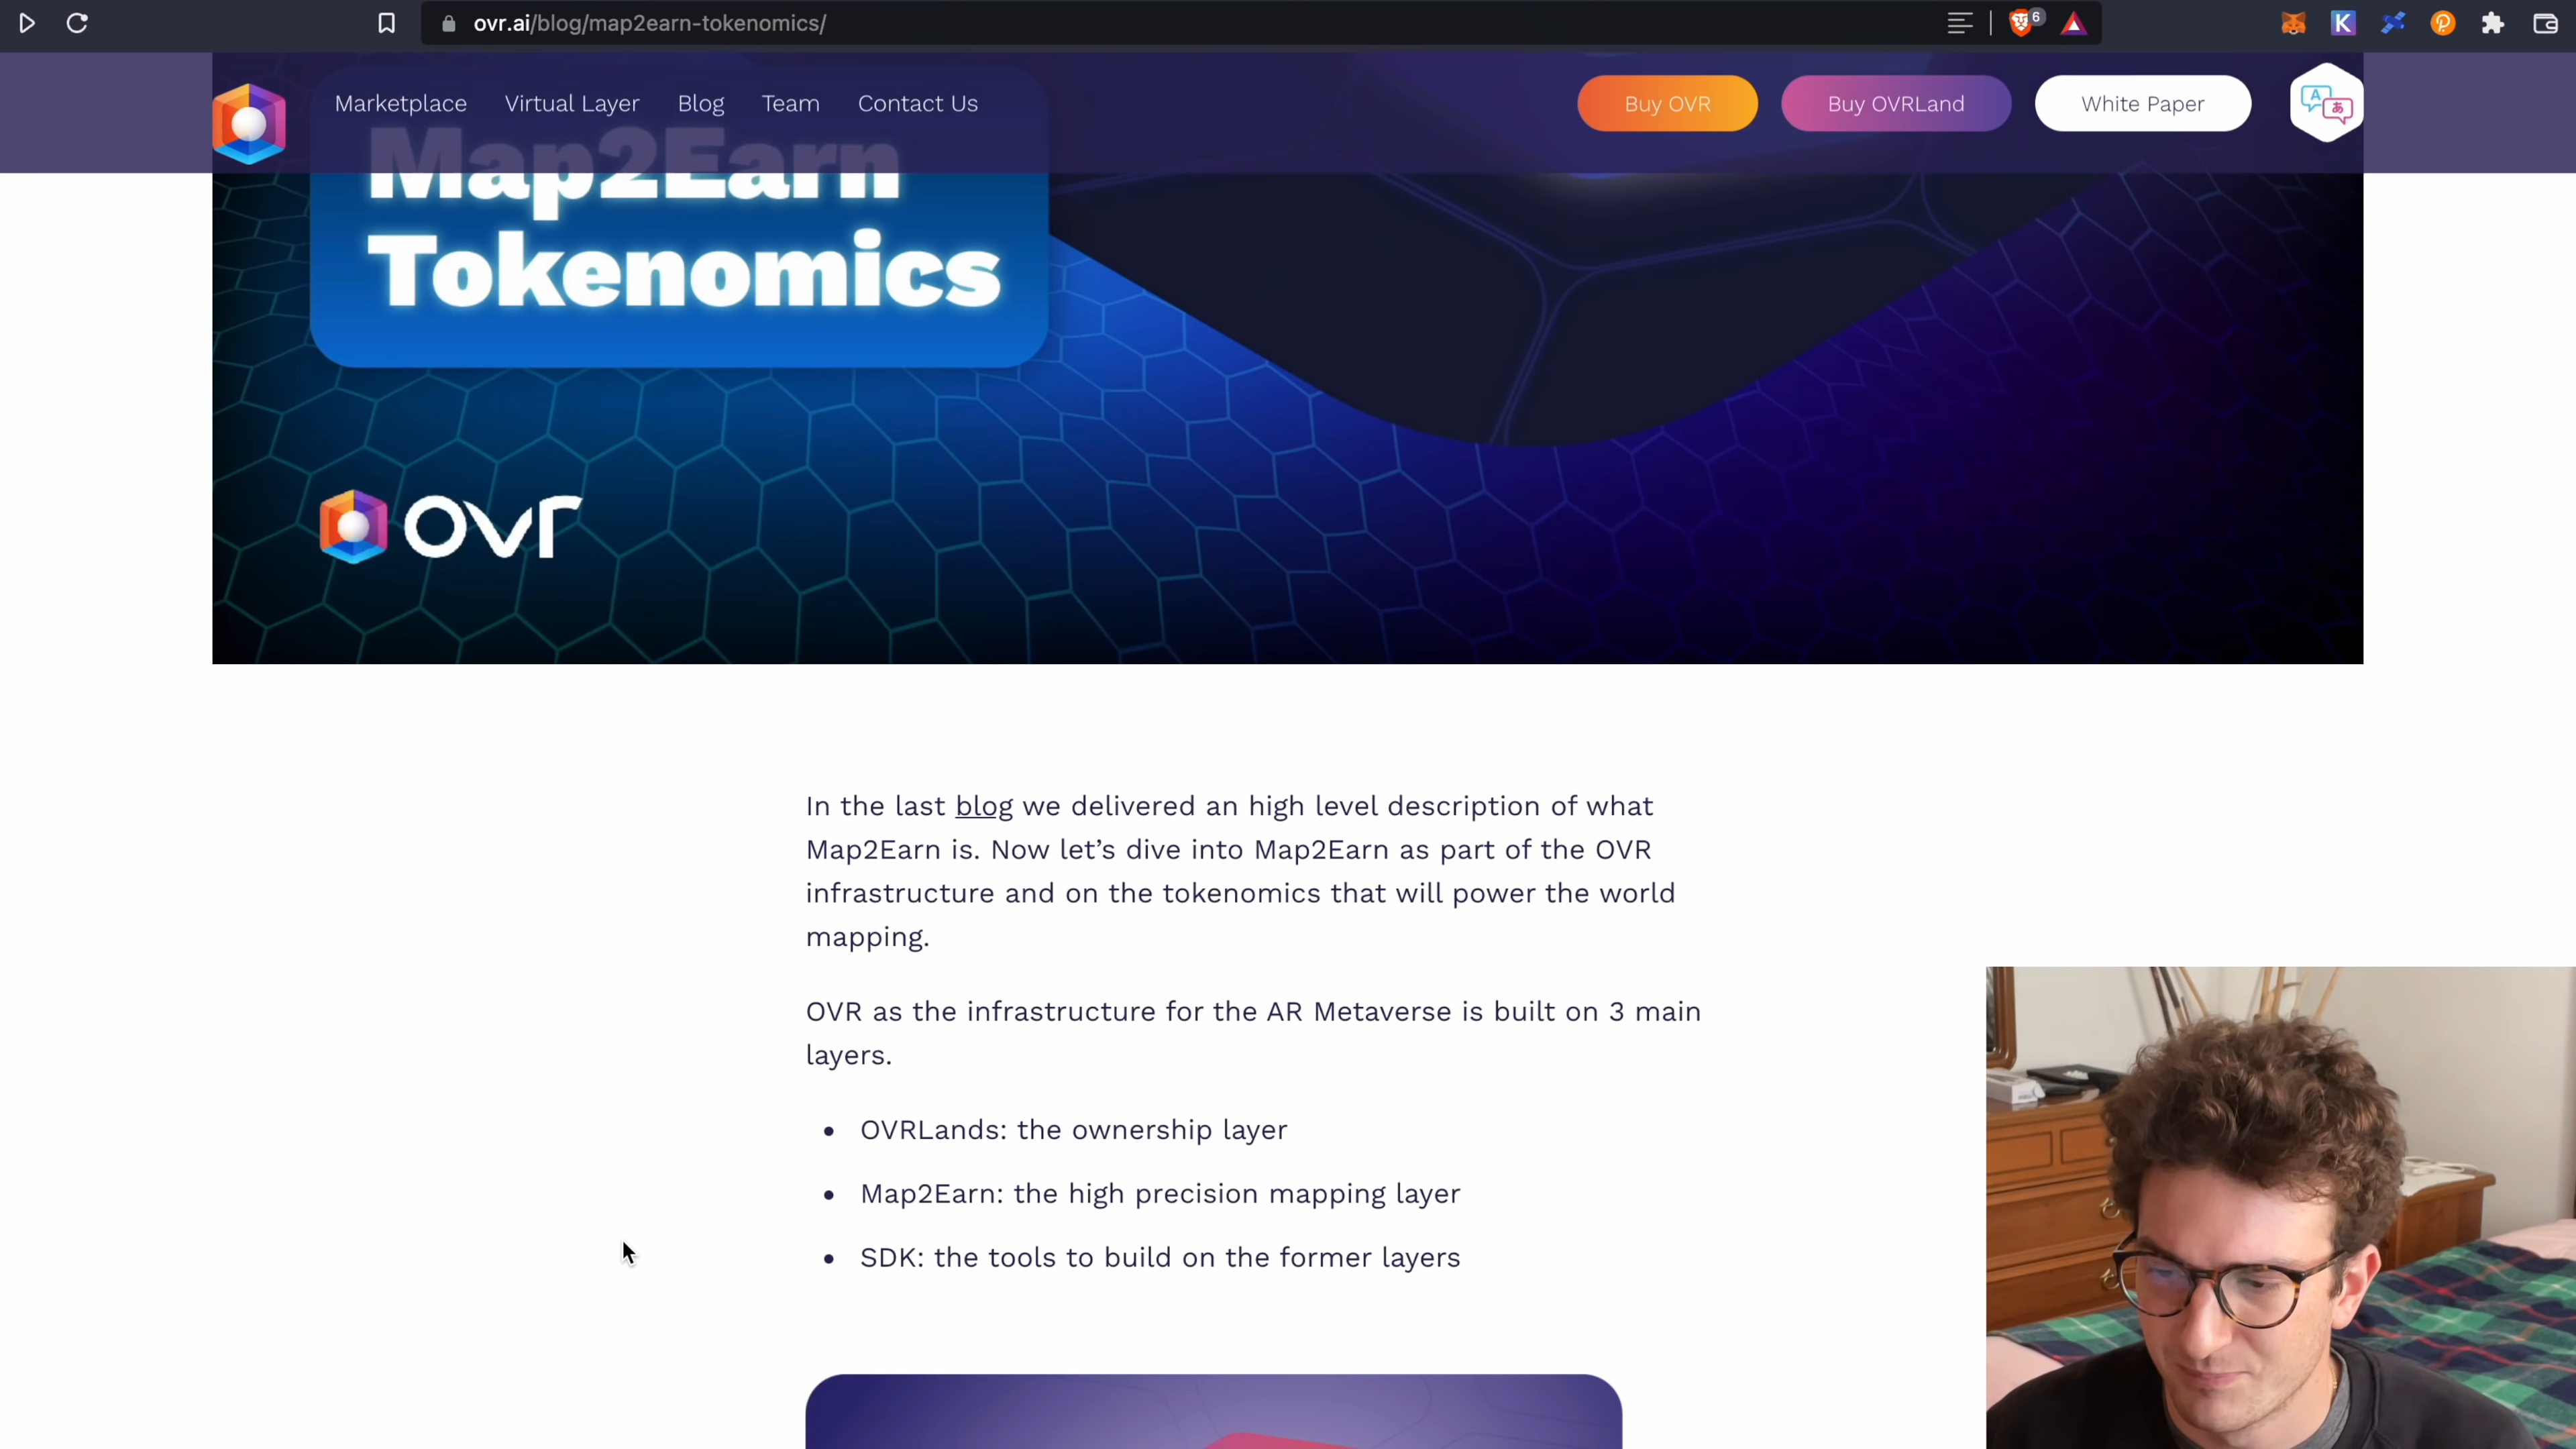 ovr.ai/blog/map2earn-tokenomics/
6
K
Marketplace Virtual Layer Blog Team Contact Us
Buy OVR Buy OVRLand White Paper
A あ
Map2Earn
Tokenomics
ovr
In the last blog we delivered an high level description of what
Map2Earn is. Now let’s dive into Map2Earn as part of the OVR
infrastructure and on the tokenomics that will power the world
mapping.
OVR as the infrastructure for the AR Metaverse is built on 3 main
layers.
• OVRLands: the ownership layer
• Map2Earn: the high precision mapping layer
• SDK: the tools to build on the former layers